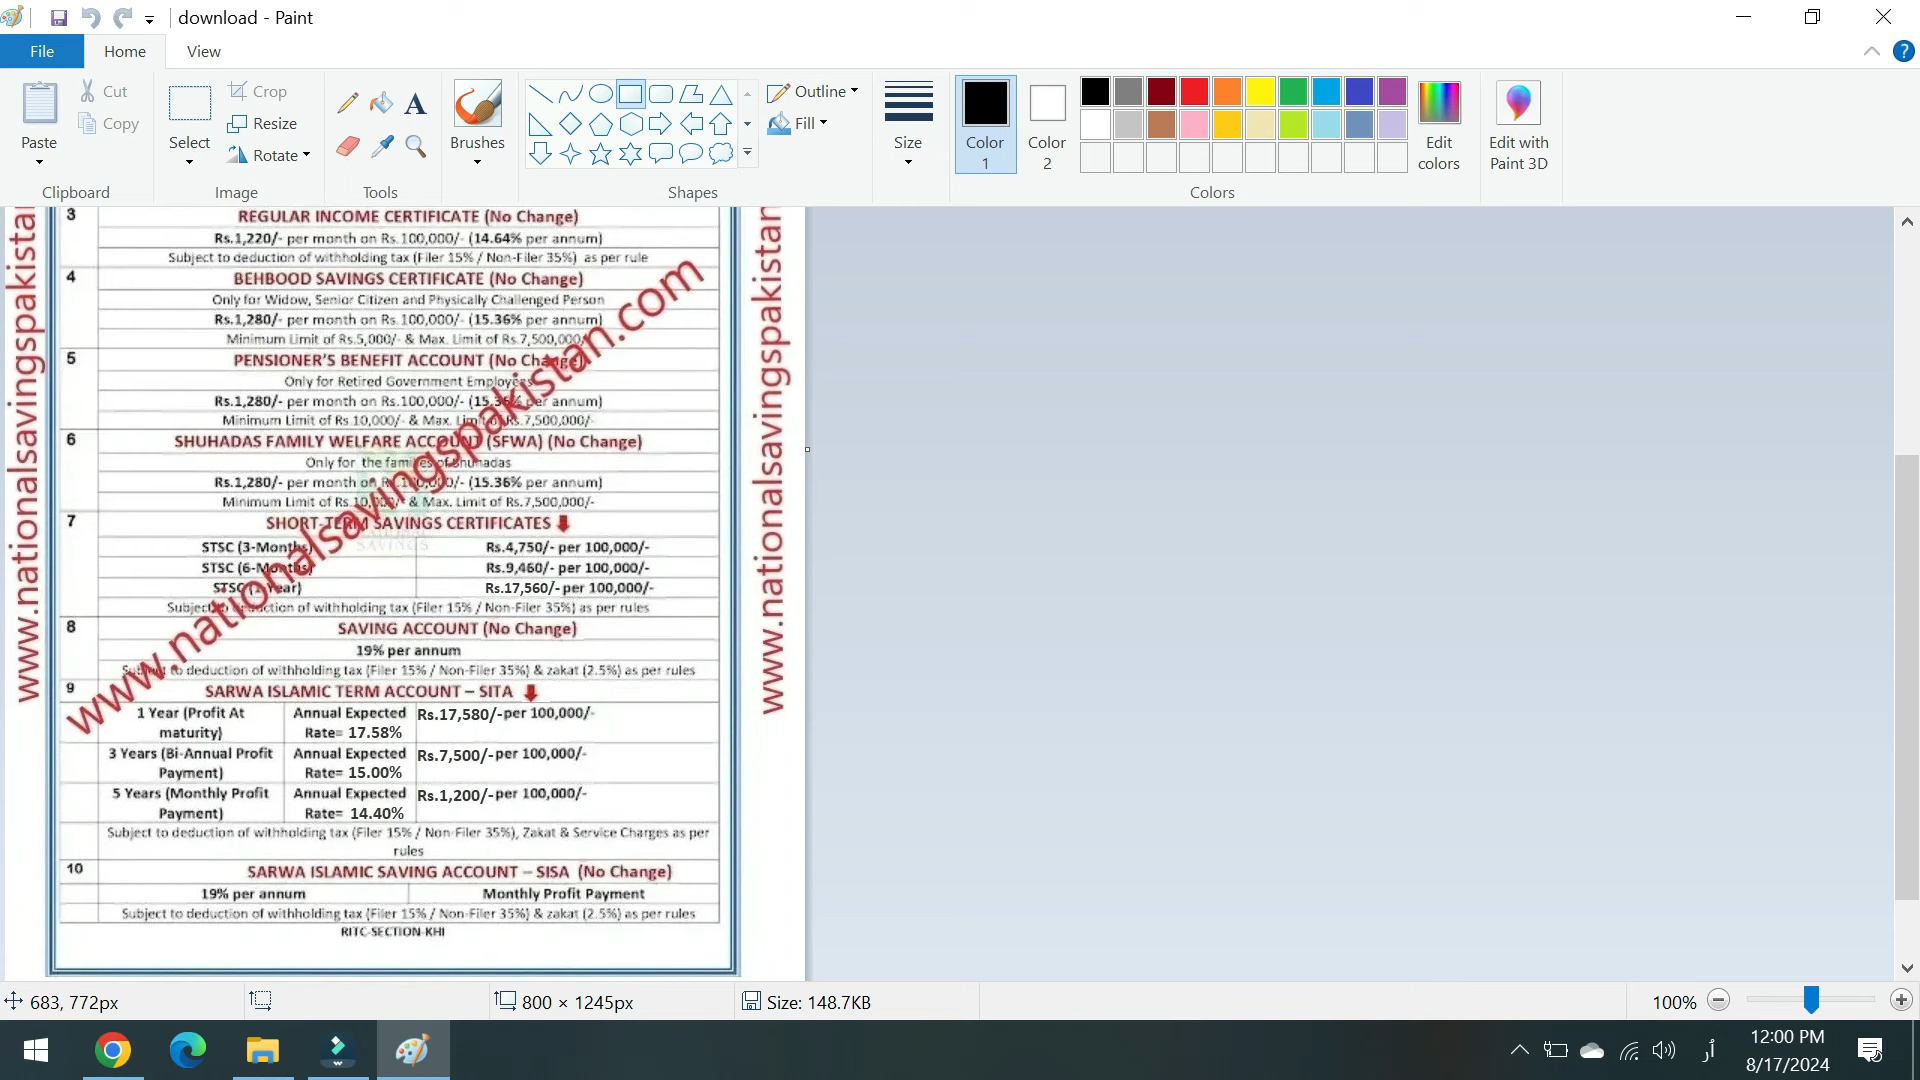 download - Paint
File
Home
View
Paste
Cut
Copy
Clipboard
Select
Crop
Resize
Rotate
Image
Tools
Brushes
Shapes
Outline
Fill
Size
Color
1
Color
2
Colors
Edit
colors
Edit with
Paint 3D
3
REGULAR INCOME CERTIFICATE (No Change)
Rs.1,220/- per month on Rs.100,000/- (14.64% per annum)
Subject to deduction of withholding tax (Filer 15% / Non-Filer 35%) as per rule
4
BEHBOOD SAVINGS CERTIFICATE (No Change)
Only for Widow, Senior Citizen and Physically Challenged Person
Rs.1,280/- per month on Rs.100,000/- (15.36% per annum)
Minimum Limit of Rs.5,000/- & Max. Limit of Rs.7,500,000/-
5
PENSIONER'S BENEFIT ACCOUNT (No Change)
Only for Retired Government Employees
Rs.1,280/- per month on Rs.100,000/- (15.36% per annum)
Minimum Limit of Rs.10,000/- & Max. Limit of Rs.7,500,000/-
6
SHUHADAS FAMILY WELFARE ACCOUNT (SFWA) (No Change)
Only for the families of Shuhadas
Rs.1,280/- per month on Rs.100,000/- (15.36% per annum)
Minimum Limit of Rs.10,000/- & Max. Limit of Rs.7,500,000/-
7
SHORT-TERM SAVINGS CERTIFICATES
STSC (3-Months) Rs.4,750/- per 100,000/-
STSC (6-Months) Rs.9,460/- per 100,000/-
STSC (1-Year) Rs.17,560/- per 100,000/-
Subject to deduction of withholding tax (Filer 15% / Non-Filer 35%) as per rules
8
SAVING ACCOUNT (No Change)
19% per annum
Subject to deduction of withholding tax (Filer 15% / Non-Filer 35%) & zakat (2.5%) as per rules
9
SARWA ISLAMIC TERM ACCOUNT – SITA
1 Year (Profit At
maturity)
Annual Expected
Rate= 17.58%
Rs.17,580/-per 100,000/-
3 Years (Bi-Annual Profit
Payment)
Annual Expected
Rate= 15.00%
Rs.7,500/-per 100,000/-
5 Years (Monthly Profit
Payment)
Annual Expected
Rate= 14.40%
Rs.1,200/-per 100,000/-
Subject to deduction of withholding tax (Filer 15% / Non-Filer 35%), Zakat & Service Charges as per
rules
10
SARWA ISLAMIC SAVING ACCOUNT – SISA (No Change)
19% per annum Monthly Profit Payment
Subject to deduction of withholding tax (Filer 15% / Non-Filer 35%) & zakat (2.5%) as per rules
RITC-SECTION-KHI
www.nationalsavingspakistan.com
www.nationalsavingspakistan
www.nationalsavingspakistan
SAVINGS
683, 772px
800 × 1245px
Size: 148.7KB
100%
أر
12:00 PM
8/17/2024